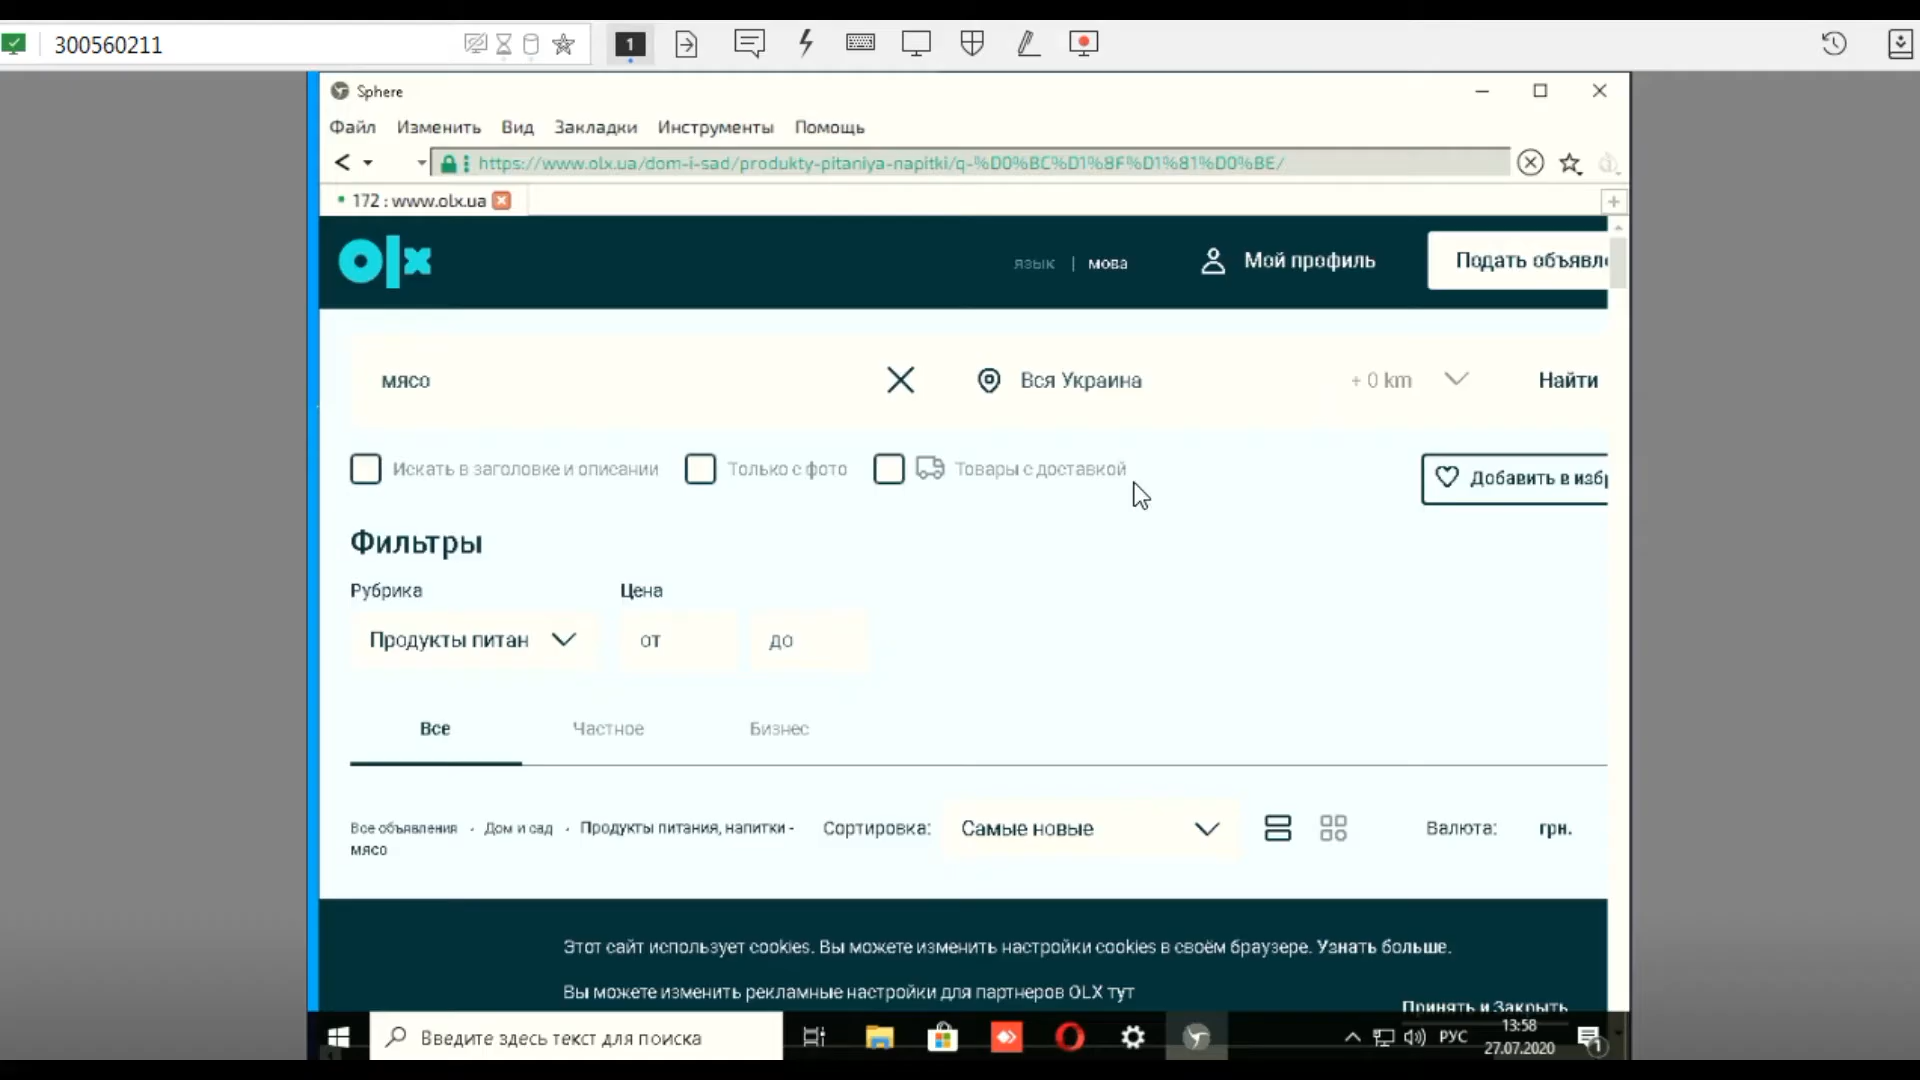 300560211
1
Sphere
Файл Изменить Вид Закладки Инструменты Помощь
https://www.olx.ua/dom-i-sad/produkty-pitaniya-napitki/q-%D0%BC%D1%8F%D1%81%D0%BE/
172 : www.olx.ua
olx
язык | мова
Мой профиль
Подать объявл
мясо
Вся Украина
+ 0 km
Найти
Искать в заголовке и описании
Только с фото
Товары с доставкой
Добавить в изб
Фильтры
Рубрика
Цена
Продукты питан
от
до
Все
Частное
Бизнес
Все объявления
Дом и сад
Продукты питания, напитки -
мясо
Сортировка:
Самые новые
Валюта:
грн.
Этот сайт использует cookies. Вы можете изменить настройки cookies в своём браузере. Узнать больше.
Вы можете изменить рекламные настройки для партнеров OLX тут
Принять и Закрыть
Введите здесь текст для поиска
РУС
13:58
27.07.2020
1